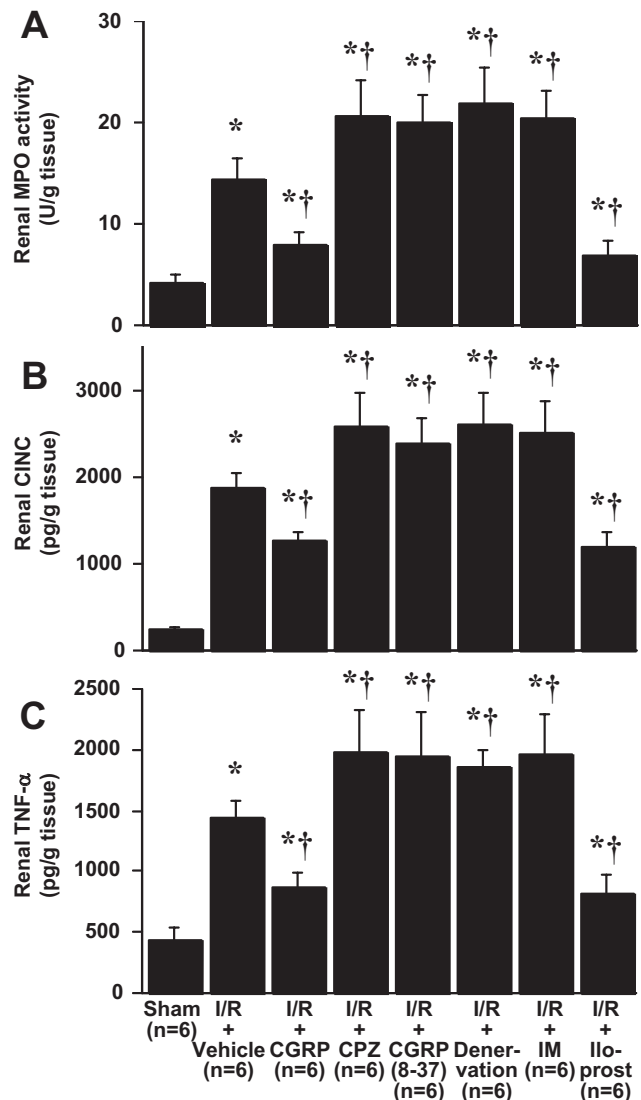 A
Renal MPO activity
(U/g tissue)
30
20
10
0
*
*†
*†
*†
*†
*†
*†
B
Renal CINC
(pg/g tissue)
3000
2000
1000
0
*
*†
*†
*†
*†
*†
*†
C
Renal TNF-α
(pg/g tissue)
2500
2000
1500
1000
500
0
*
*†
*†
*†
*†
*†
*†
Sham
(n=6)
I/R
+
Vehicle
(n=6)
I/R
+
CGRP
(n=6)
I/R
+
CPZ
(n=6)
I/R
+
CGRP
(8-37)
(n=6)
I/R
+
Dener-
vation
(n=6)
I/R
+
IM
(n=6)
I/R
+
Ilo-
prost
(n=6)